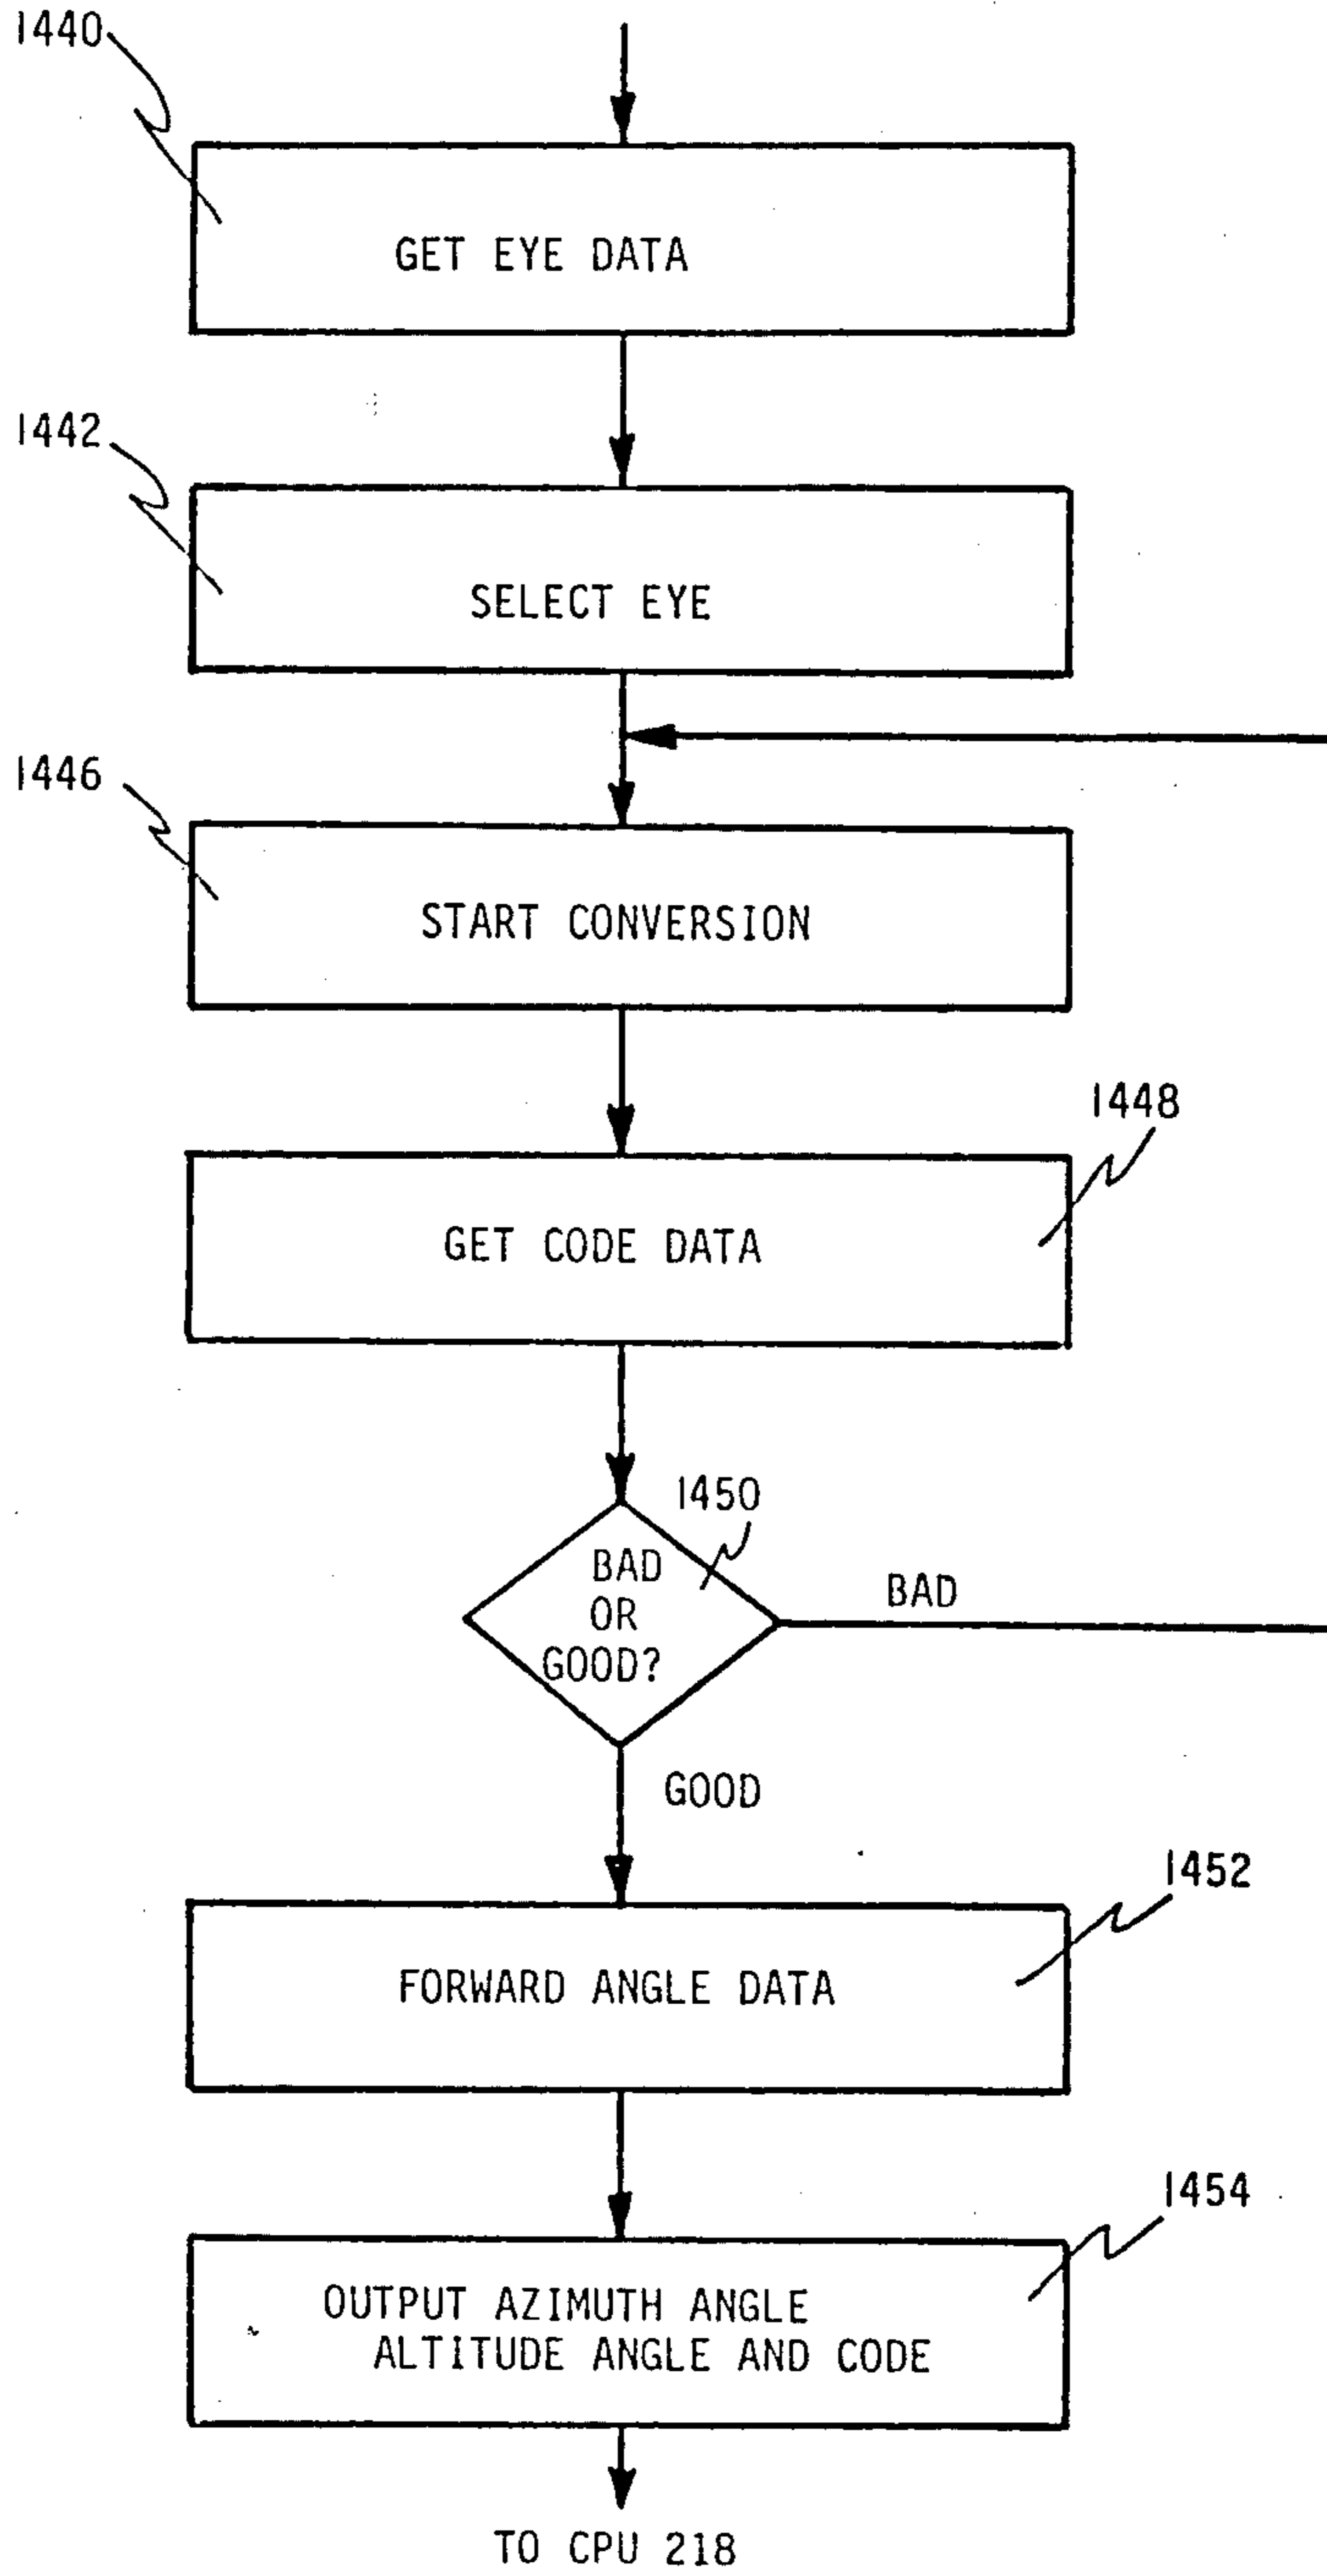 1440
GET EYE DATA
1442
SELECT EYE
1446
START CONVERSION
1448
GET CODE DATA
1450
BAD
OR
GOOD?
BAD
GOOD
1452
FORWARD ANGLE DATA
1454
OUTPUT AZIMUTH ANGLE
ALTITUDE ANGLE AND CODE
TO CPU 218